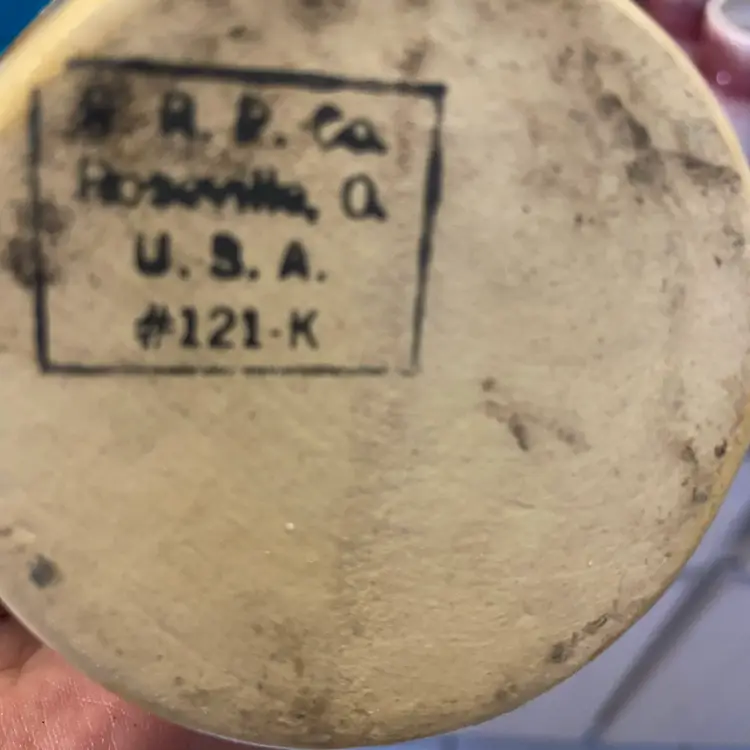 R. R. P. Co
Roseville, O
U. S. A.
#121-K